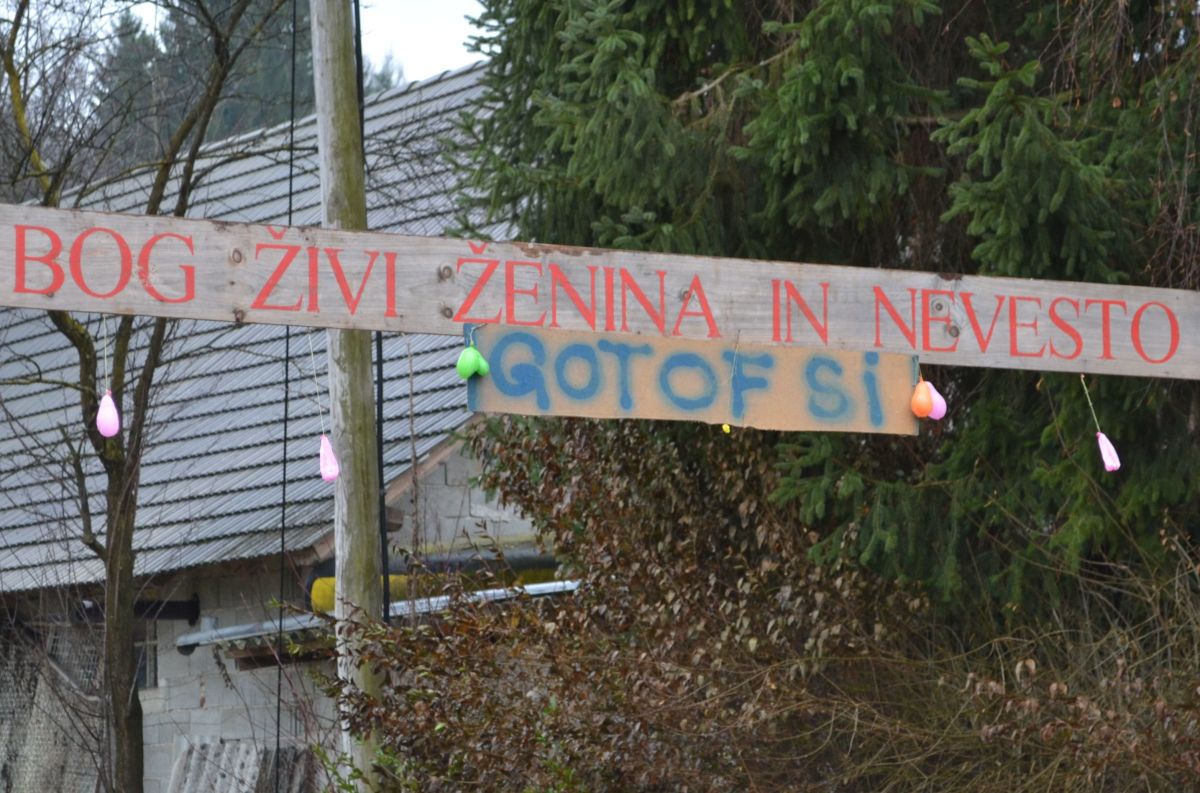 BOG ŽIVI ŽENINA IN NEVESTO
GOTOF Si